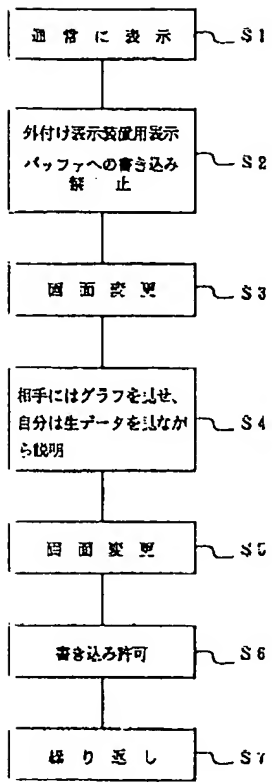 通常に表示
S1
外付け表示装置用表示
バッファへの書き込み
禁止
S2
画面変更
S3
相手にはグラフを見せ、
自分は生データを見なが
ら説明
S4
画面変更
S5
書き込み許可
S6
繰り返し
S7